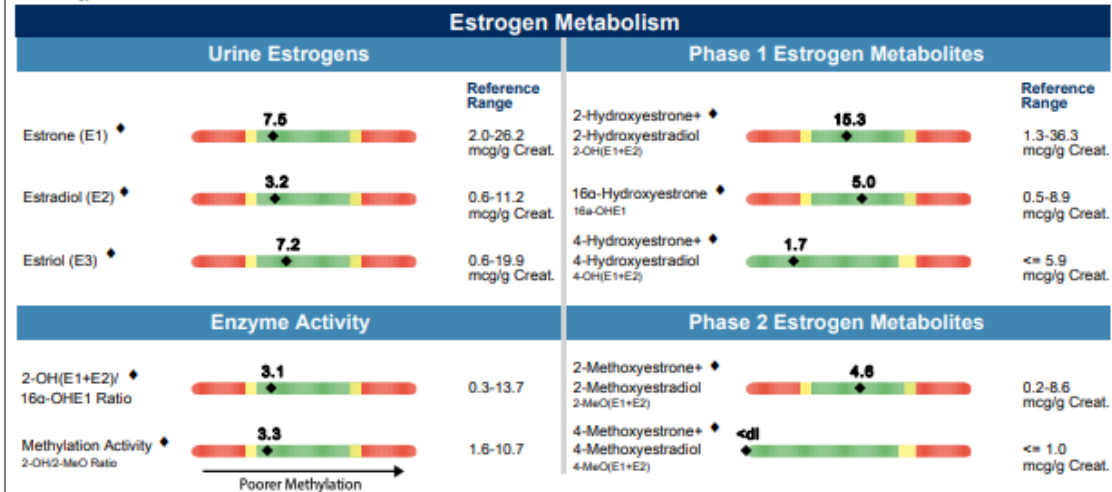 Estrogen Metabolism
Urine Estrogens
Reference
Range
Estrone (E1) ♦
7.5
2.0-26.2
mcg/g Creat.
Estradiol (E2) ♦
3.2
0.6-11.2
mcg/g Creat.
Estriol (E3) ♦
7.2
0.6-19.9
mcg/g Creat.
Phase 1 Estrogen Metabolites
Reference
Range
2-Hydroxyestrone+ ♦
2-Hydroxyestradiol
2-OH(E1+E2)
15.3
1.3-36.3
mcg/g Creat.
16α-Hydroxyestrone ♦
16a-OHE1
5.0
0.5-8.9
mcg/g Creat.
4-Hydroxyestrone+ ♦
4-Hydroxyestradiol
4-OH(E1+E2)
1.7
<= 5.9
mcg/g Creat.
Enzyme Activity
2-OH(E1+E2)/ ♦
16α-OHE1 Ratio
3.1
0.3-13.7
Methylation Activity ♦
2-OH/2-MeO Ratio
3.3
1.6-10.7
Poorer Methylation
Phase 2 Estrogen Metabolites
2-Methoxyestrone+ ♦
2-Methoxyestradiol
2-MeO(E1+E2)
4.6
0.2-8.6
mcg/g Creat.
4-Methoxyestrone+ ♦
4-Methoxyestradiol
4-MeO(E1+E2)
<dl
<= 1.0
mcg/g Creat.